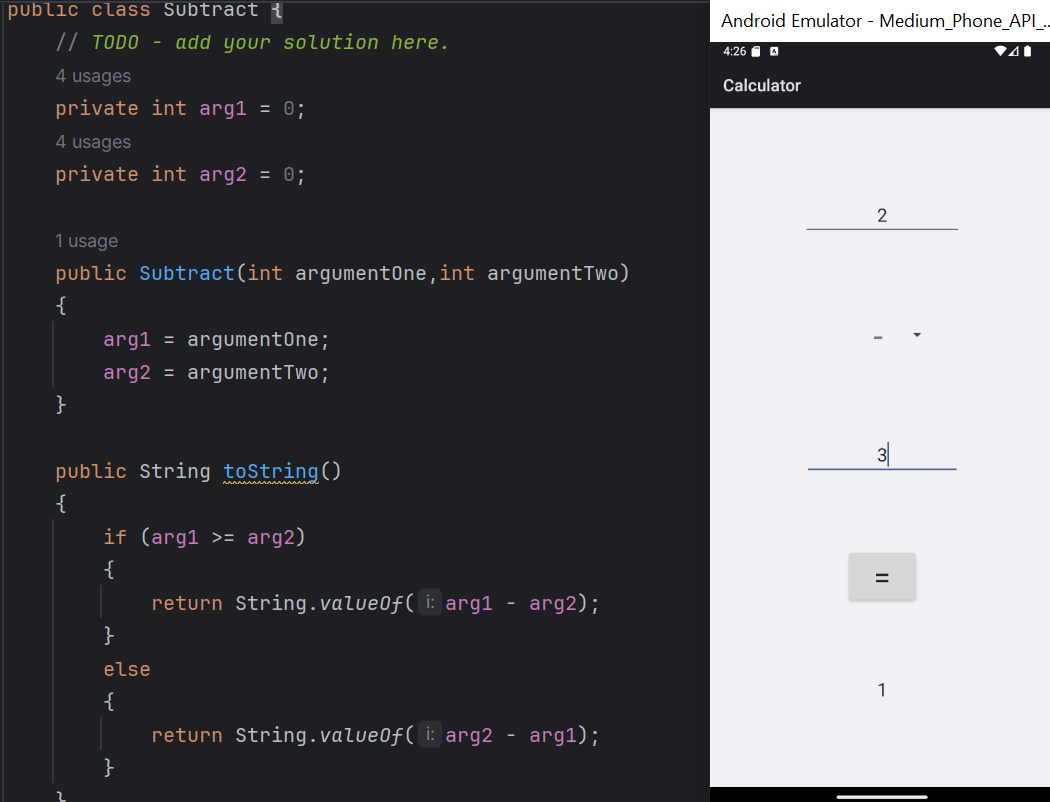 public class Subtract {
// TODO - add your solution here.
4 usages
private int arg1 = 0;
4 usages
private int arg2 = 0;
1 usage
public Subtract(int argumentOne,int argumentTwo)
{
arg1 = argumentOne;
arg2 = argumentTwo;
}
public String toString()
{
if (arg1 >= arg2)
{
return String.valueOf( i: arg1 - arg2);
}
else
{
return String.valueOf( i: arg2 - arg1);
}
}
Android Emulator - Medium_Phone_API_...
4:26
Calculator
2
-
3
=
1